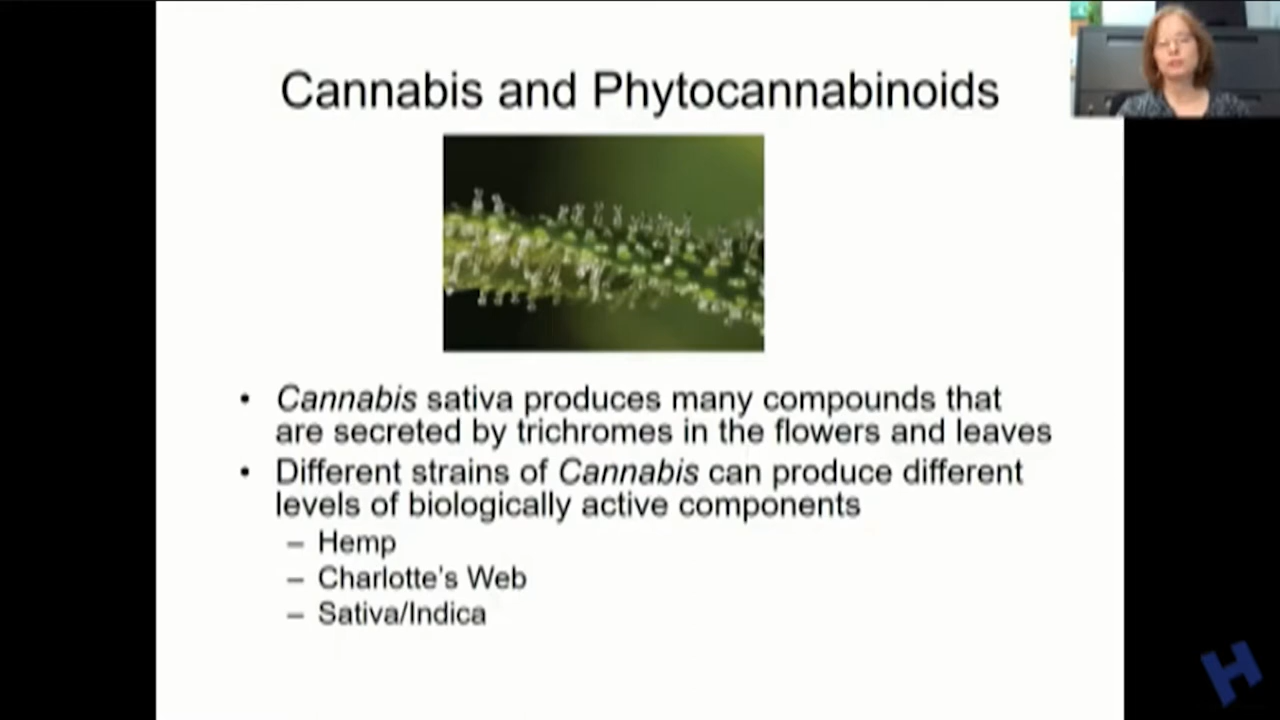 Cannabis and Phytocannabinoids
• Cannabis sativa produces many compounds that
are secreted by trichromes in the flowers and leaves
• Different strains of Cannabis can produce different
levels of biologically active components
– Hemp
– Charlotte's Web
– Sativa/Indica
H